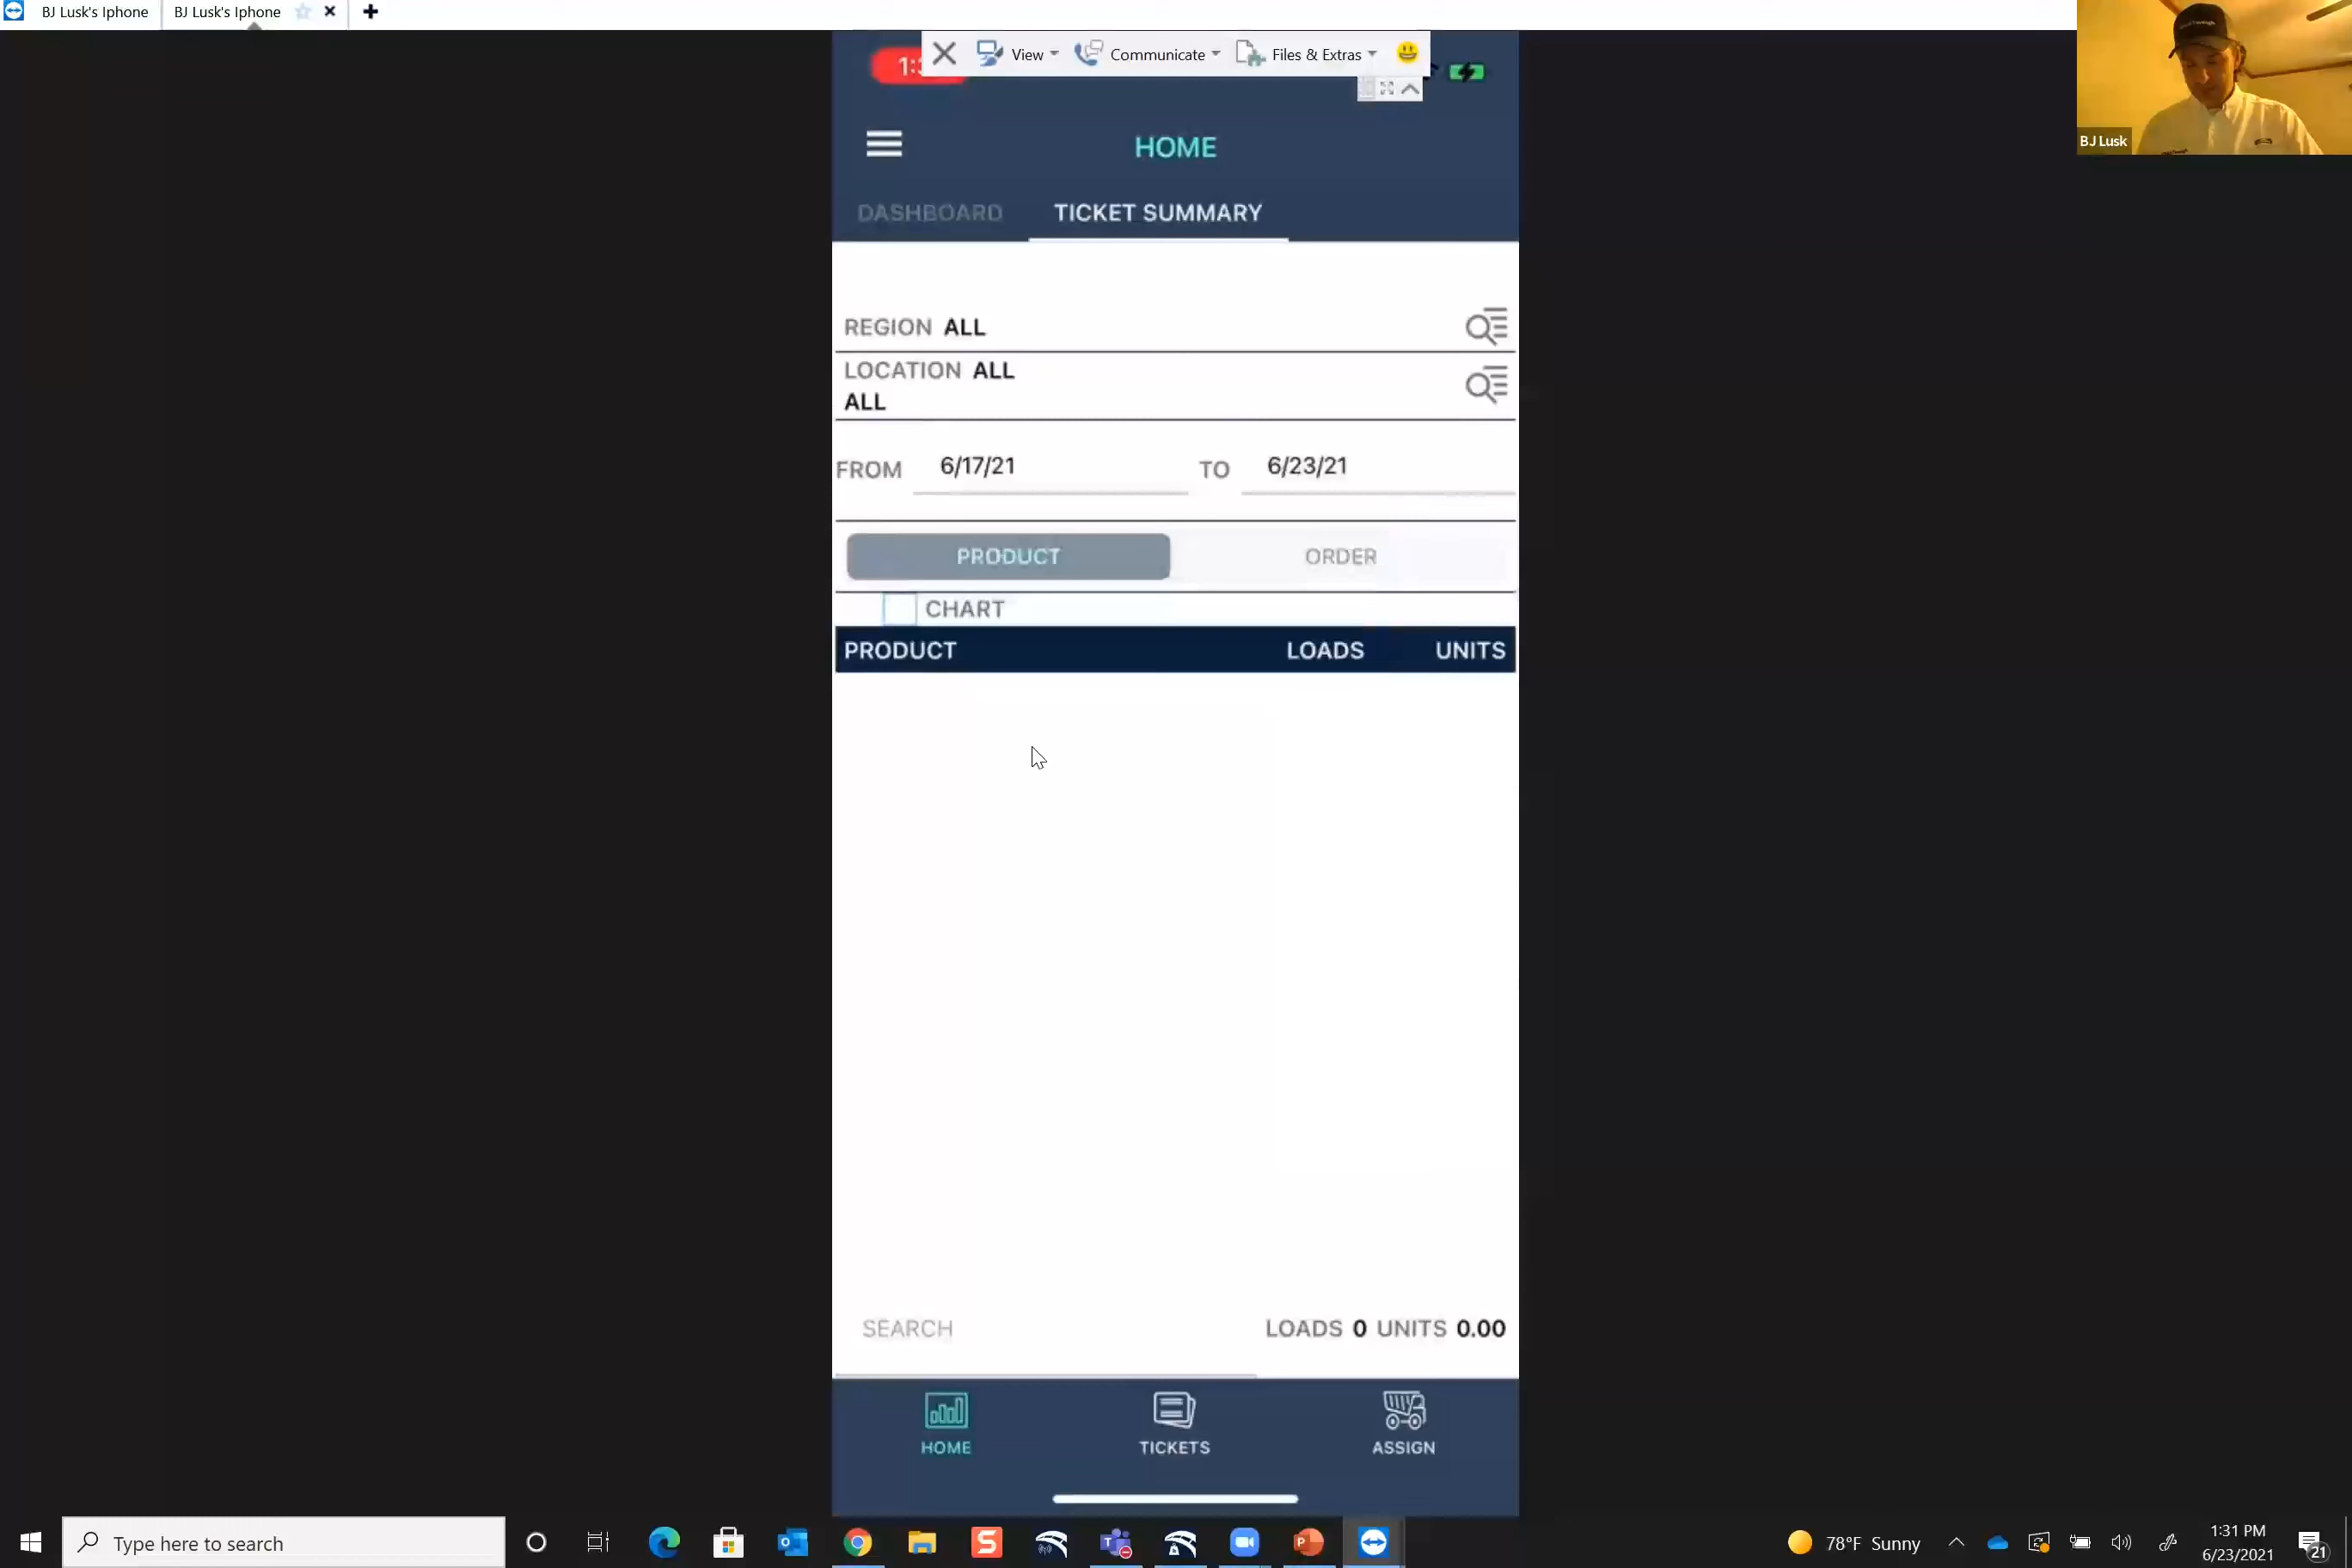 BJ Lusk's Iphone BJ Lusk's Iphone
View Communicate Files & Extras
BJ Lusk
HOME
DASHBOARD TICKET SUMMARY
REGION ALL
LOCATION ALL
ALL
FROM 6/17/21 TO 6/23/21
PRODUCT ORDER
CHART
PRODUCT LOADS UNITS
SEARCH LOADS 0 UNITS 0.00
HOME TICKETS ASSIGN
Type here to search
78°F Sunny
1:31 PM
6/23/2021
21